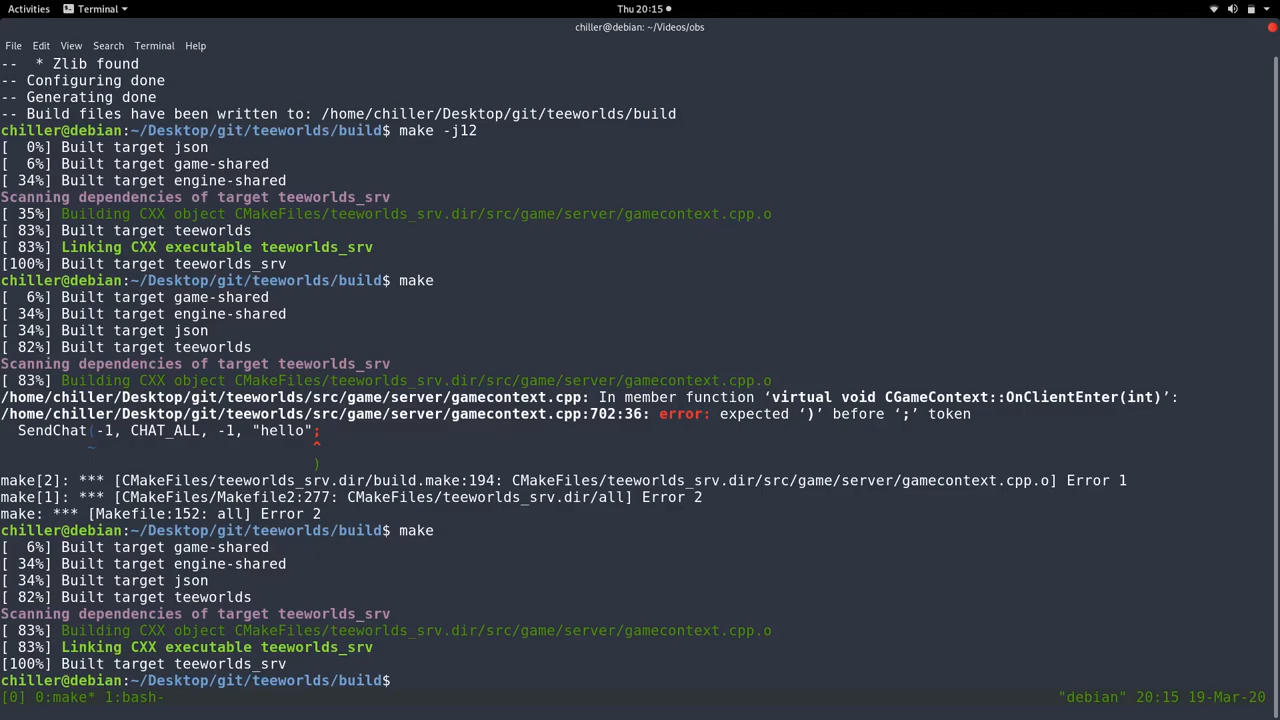 Activities Terminal Thu 20:15
chiller@debian: ~/Videos/obs
File Edit View Search Terminal Help
--  * Zlib found
-- Configuring done
-- Generating done
-- Build files have been written to: /home/chiller/Desktop/git/teeworlds/build
chiller@debian:~/Desktop/git/teeworlds/build$ make -j12
[  0%] Built target json
[  6%] Built target game-shared
[ 34%] Built target engine-shared
Scanning dependencies of target teeworlds_srv
[ 35%] Building CXX object CMakeFiles/teeworlds_srv.dir/src/game/server/gamecontext.cpp.o
[ 83%] Built target teeworlds
[ 83%] Linking CXX executable teeworlds_srv
[100%] Built target teeworlds_srv
chiller@debian:~/Desktop/git/teeworlds/build$ make
[  6%] Built target game-shared
[ 34%] Built target engine-shared
[ 34%] Built target json
[ 82%] Built target teeworlds
Scanning dependencies of target teeworlds_srv
[ 83%] Building CXX object CMakeFiles/teeworlds_srv.dir/src/game/server/gamecontext.cpp.o
/home/chiller/Desktop/git/teeworlds/src/game/server/gamecontext.cpp: In member function ‘virtual void CGameContext::OnClientEnter(int)’:
/home/chiller/Desktop/git/teeworlds/src/game/server/gamecontext.cpp:702:36: error: expected ‘)’ before ‘;’ token
  SendChat(-1, CHAT_ALL, -1, "hello";
          ~                         ^
                                    )
make[2]: *** [CMakeFiles/teeworlds_srv.dir/build.make:194: CMakeFiles/teeworlds_srv.dir/src/game/server/gamecontext.cpp.o] Error 1
make[1]: *** [CMakeFiles/Makefile2:277: CMakeFiles/teeworlds_srv.dir/all] Error 2
make: *** [Makefile:152: all] Error 2
chiller@debian:~/Desktop/git/teeworlds/build$ make
[  6%] Built target game-shared
[ 34%] Built target engine-shared
[ 34%] Built target json
[ 82%] Built target teeworlds
Scanning dependencies of target teeworlds_srv
[ 83%] Building CXX object CMakeFiles/teeworlds_srv.dir/src/game/server/gamecontext.cpp.o
[ 83%] Linking CXX executable teeworlds_srv
[100%] Built target teeworlds_srv
chiller@debian:~/Desktop/git/teeworlds/build$
[0] 0:make* 1:bash- "debian" 20:15 19-Mar-20